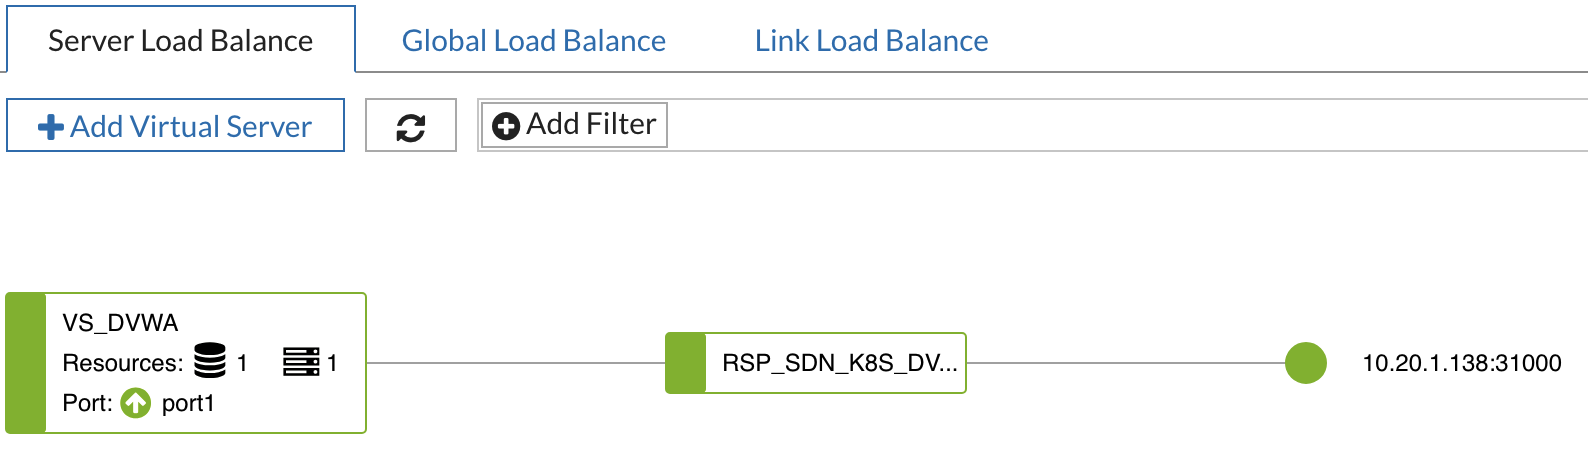 Server Load Balance
Global Load Balance
Link Load Balance
Add Virtual Server
Add Filter
VS_DVWA
Resources: 1 1
Port: port1
RSP_SDN_K8S_DV...
10.20.1.138:31000